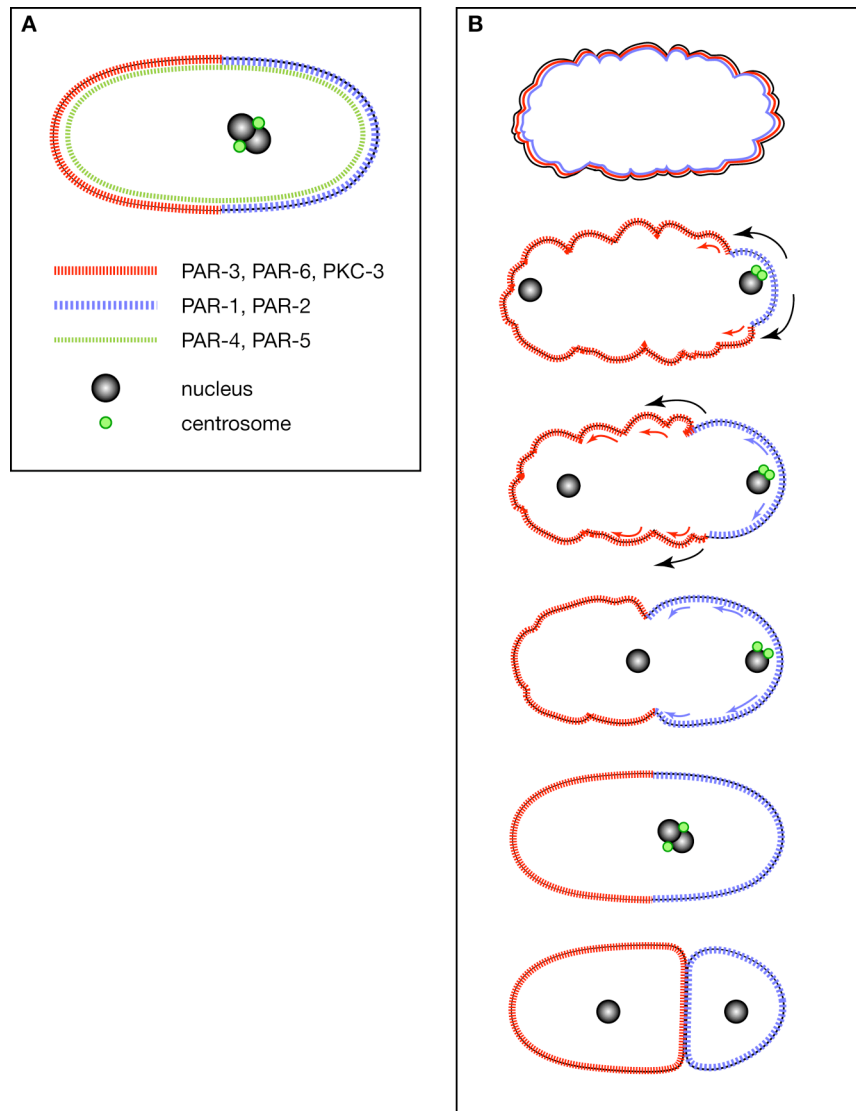 A
PAR-3, PAR-6, PKC-3
PAR-1, PAR-2
PAR-4, PAR-5
nucleus
centrosome
B